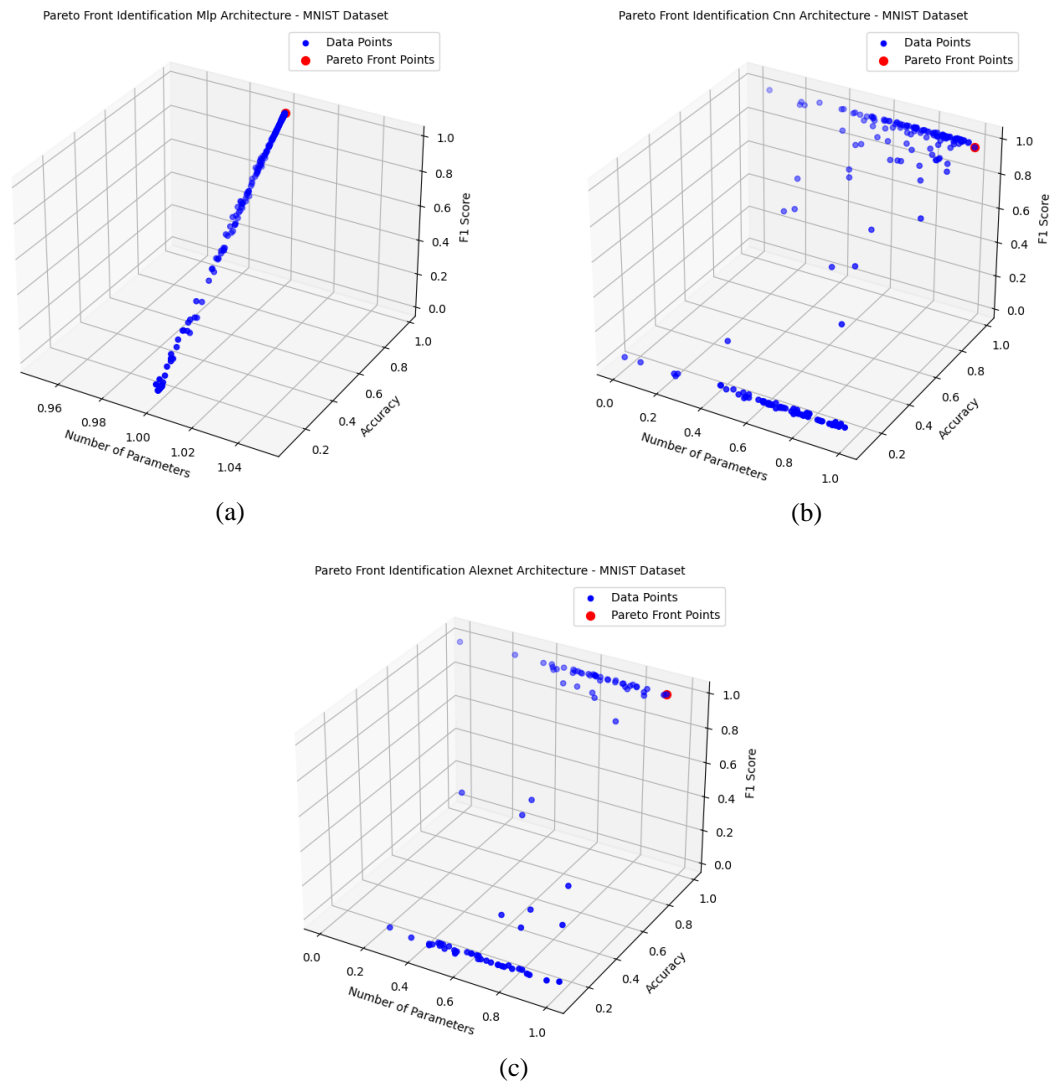 Pareto Front Identification Mlp Architecture - MNIST Dataset
Data Points
Pareto Front Points
1.0
0.8
0.6
0.4
0.2
0.0
F1 Score
1.0
0.8
0.6
0.4
0.2
Accuracy
0.96
0.98
1.00
1.02
1.04
Number of Parameters
(a)
Pareto Front Identification Cnn Architecture - MNIST Dataset
Data Points
Pareto Front Points
1.0
0.8
0.6
0.4
0.2
0.0
F1 Score
1.0
0.8
0.6
0.4
0.2
Accuracy
0.0
0.2
0.4
0.6
0.8
1.0
Number of Parameters
(b)
Pareto Front Identification Alexnet Architecture - MNIST Dataset
Data Points
Pareto Front Points
1.0
0.8
0.6
0.4
0.2
0.0
F1 Score
1.0
0.8
0.6
0.4
0.2
Accuracy
0.0
0.2
0.4
0.6
0.8
1.0
Number of Parameters
(c)